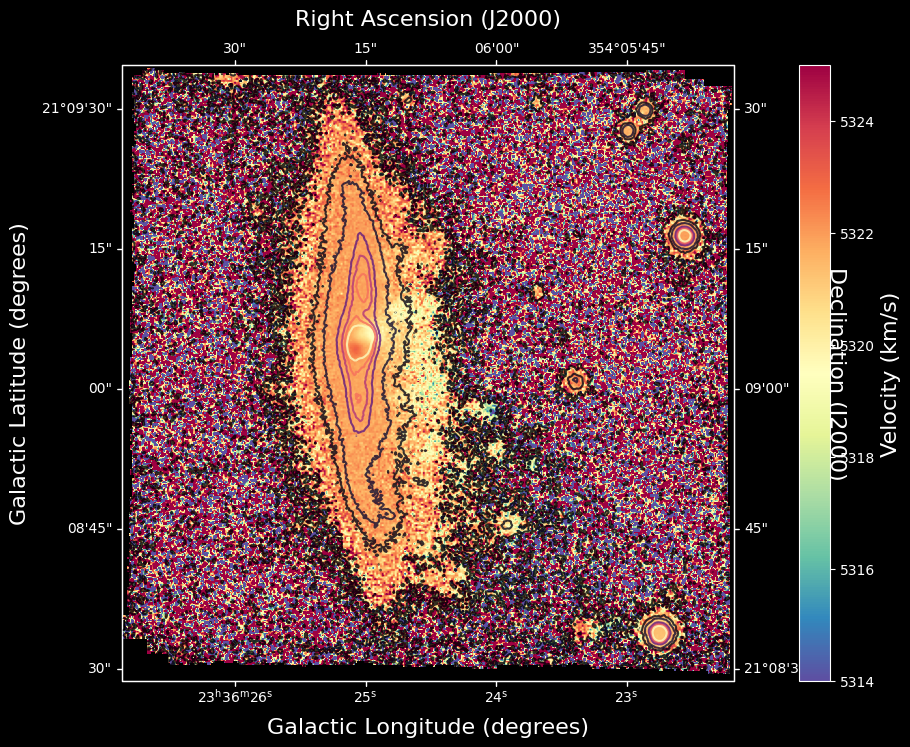 Right Ascension (J2000)
30" 15" 06'00" 354°05'45"
21°09'30" 30" 5324
5322
15" 15"
5320
00" 09'00"
5318
08'45" 45"
5316
30" 21°08'3
5314
23ʰ36ᵐ26ˢ 25ˢ 24ˢ 23ˢ
Galactic Longitude (degrees)
Galactic Latitude (degrees)
Declination (J2000)
Velocity (km/s)